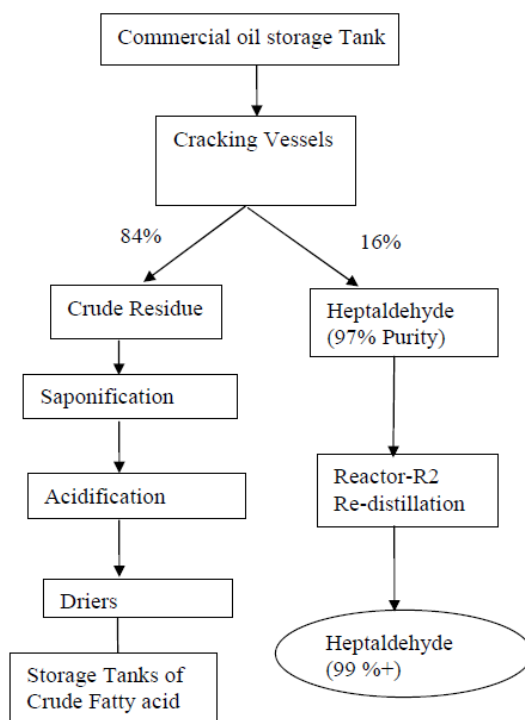 Commercial oil storage Tank
Cracking Vessels
84%
16%
Crude Residue
Heptaldehyde
(97% Purity)
Saponification
Acidification
Reactor-R2
Re-distillation
Driers
Heptaldehyde
(99 %+)
Storage Tanks of
Crude Fatty acid